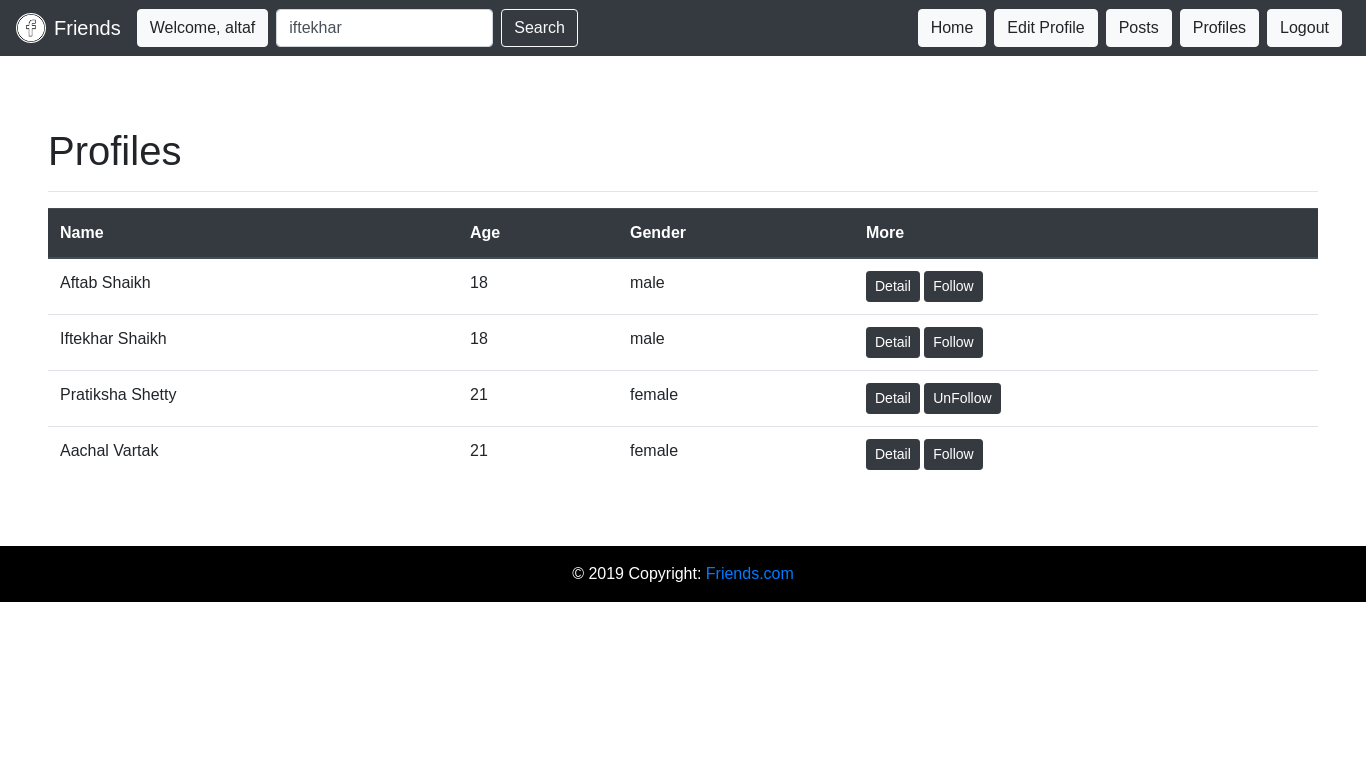 Friends Welcome, altaf iftekhar Search Home Edit Profile Posts Profiles Logout
Profiles
Name Age Gender More
Aftab Shaikh 18 male Detail Follow
Iftekhar Shaikh 18 male Detail Follow
Pratiksha Shetty 21 female Detail UnFollow
Aachal Vartak 21 female Detail Follow
© 2019 Copyright: Friends.com